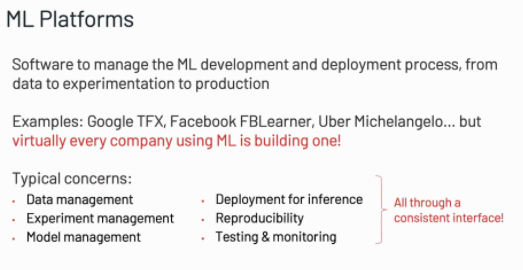 ML Platforms
Software to manage the ML development and deployment process, from
data to experimentation to production
Examples: Google TFX, Facebook FBLearner, Uber Michelangelo... but
virtually every company using ML is building one!
Typical concerns:
• Data management
• Experiment management
• Model management
• Deployment for inference
• Reproducibility
• Testing & monitoring
All through a
consistent interface!